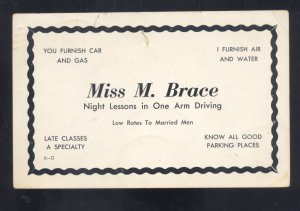 YOU FURNISH CAR
AND GAS
I FURNISH AIR
AND WATER
Miss M. Brace
Night Lessons in One Arm Driving
Low Rates To Married Men
LATE CLASSES
A SPECIALTY
KNOW ALL GOOD
PARKING PLACES
6-D